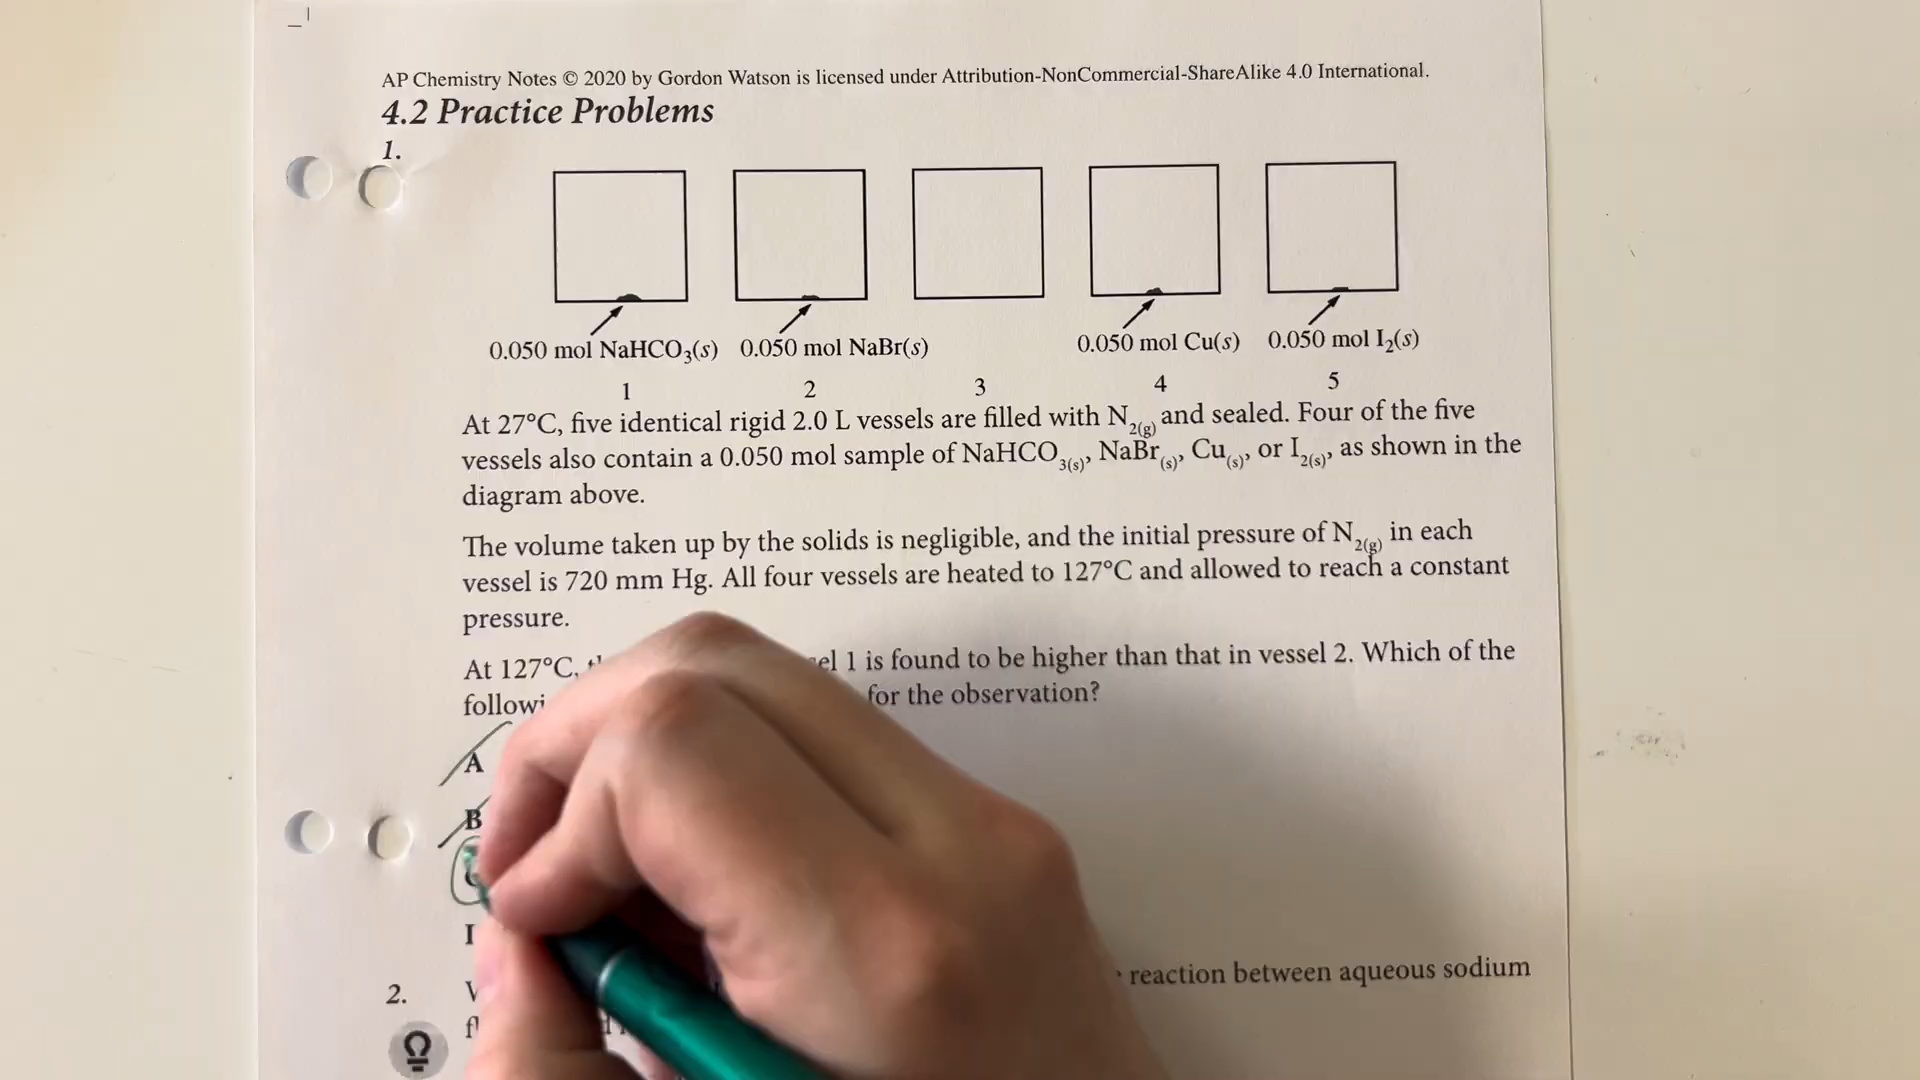 AP Chemistry Notes © 2020 by Gordon Watson is licensed under Attribution-NonCommercial-ShareAlike 4.0 International.
4.2 Practice Problems
1.
0.050 mol NaHCO₃(s) 0.050 mol NaBr(s) 0.050 mol Cu(s) 0.050 mol I₂(s)
1 2 3 4 5
At 27°C, five identical rigid 2.0 L vessels are filled with N₂₍g₎ and sealed. Four of the five
vessels also contain a 0.050 mol sample of NaHCO₃₍s₎, NaBr₍s₎, Cu₍s₎, or I₂₍s₎, as shown in the
diagram above.
The volume taken up by the solids is negligible, and the initial pressure of N₂₍g₎ in each
vessel is 720 mm Hg. All four vessels are heated to 127°C and allowed to reach a constant
pressure.
At 127°C, 1 is found to be higher than that in vessel 2. Which of the
for the observation?
A
B
2. reaction between aqueous sodium